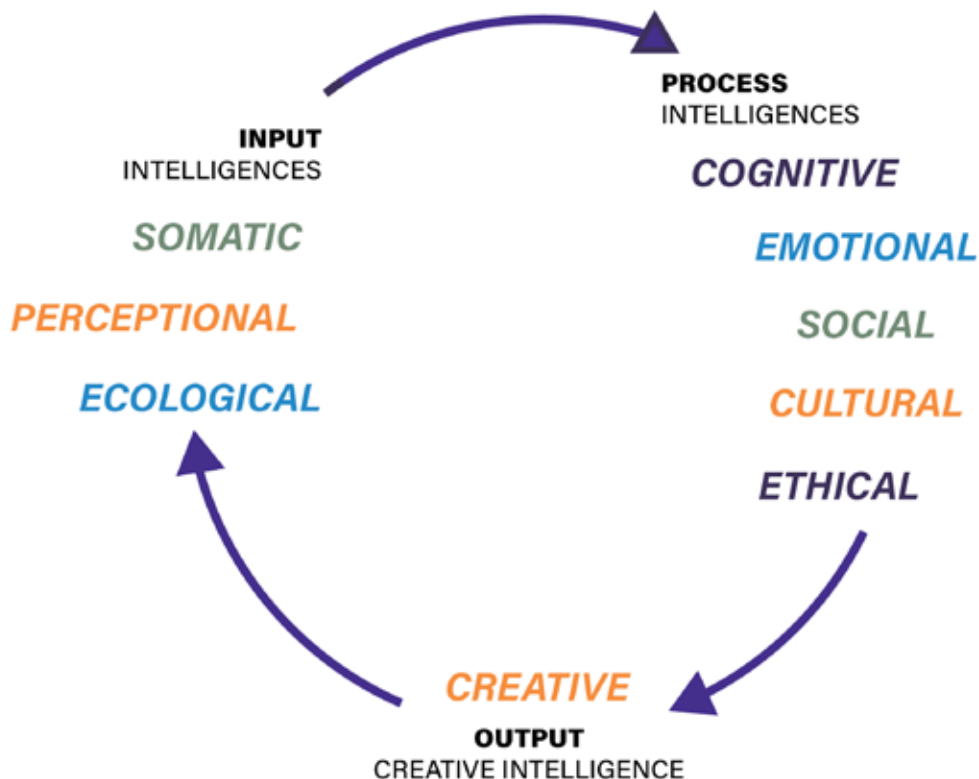 INPUT
INTELLIGENCES
SOMATIC
PERCEPTIONAL
ECOLOGICAL
PROCESS
INTELLIGENCES
COGNITIVE
EMOTIONAL
SOCIAL
CULTURAL
ETHICAL
CREATIVE
OUTPUT
CREATIVE INTELLIGENCE